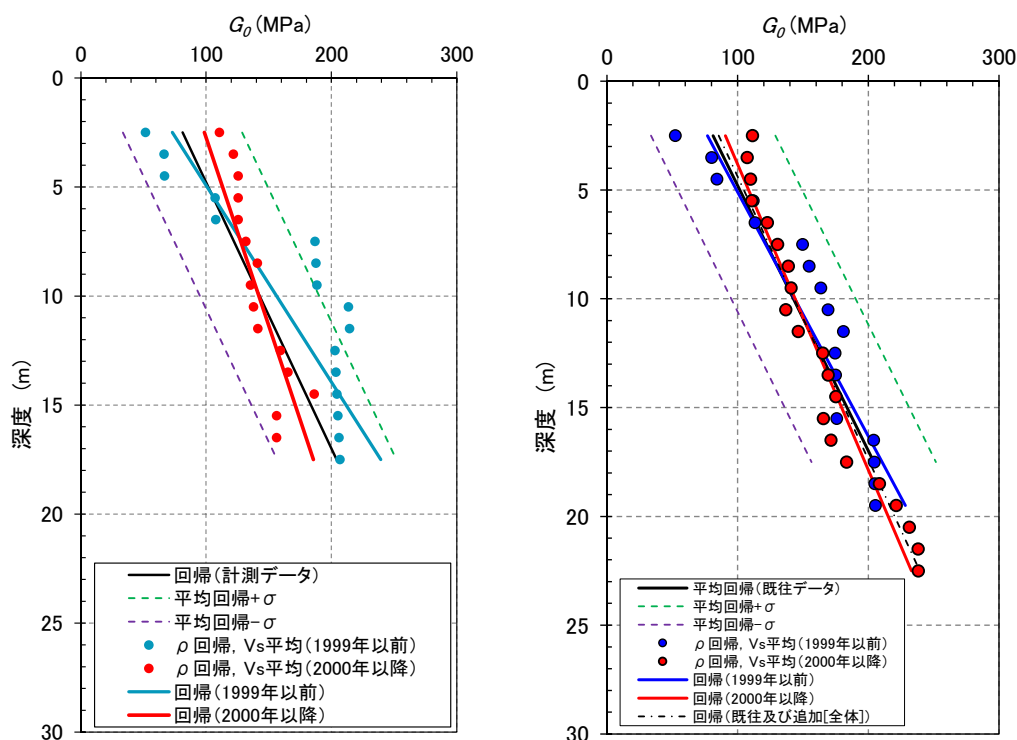 G0(MPa)
0 100 200 300
0
5
10
15
20
25
30
深度 (m)
回帰(計測データ)
平均回帰+σ
平均回帰-σ
ρ回帰, Vs平均(1999年以前)
ρ回帰, Vs平均(2000年以降)
回帰(1999年以前)
回帰(2000年以降)
G0(MPa)
0 100 200 300
0
5
10
15
20
25
30
深度 (m)
平均回帰(既往データ)
平均回帰+σ
平均回帰-σ
ρ回帰, Vs平均(1999年以前)
ρ回帰, Vs平均(2000年以降)
回帰(1999年以前)
回帰(2000年以降)
回帰(既往及び追加[全体])